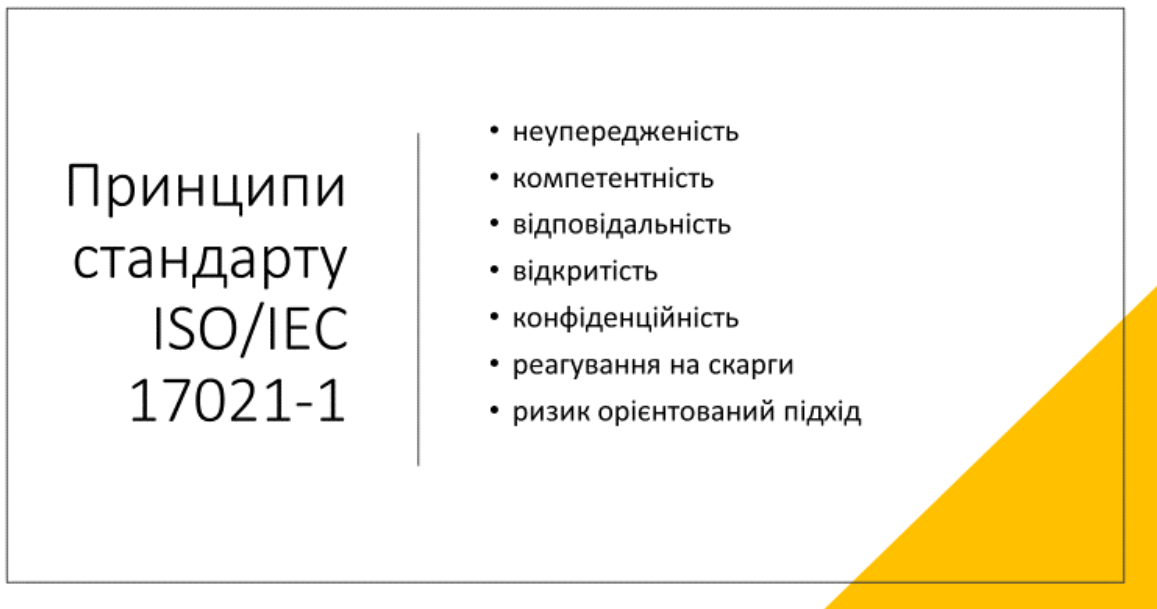 Принципи
стандарту
ISO/IEC
17021-1
• неупередженість
• компетентність
• відповідальність
• відкритість
• конфіденційність
• реагування на скарги
• ризик орієнтований підхід